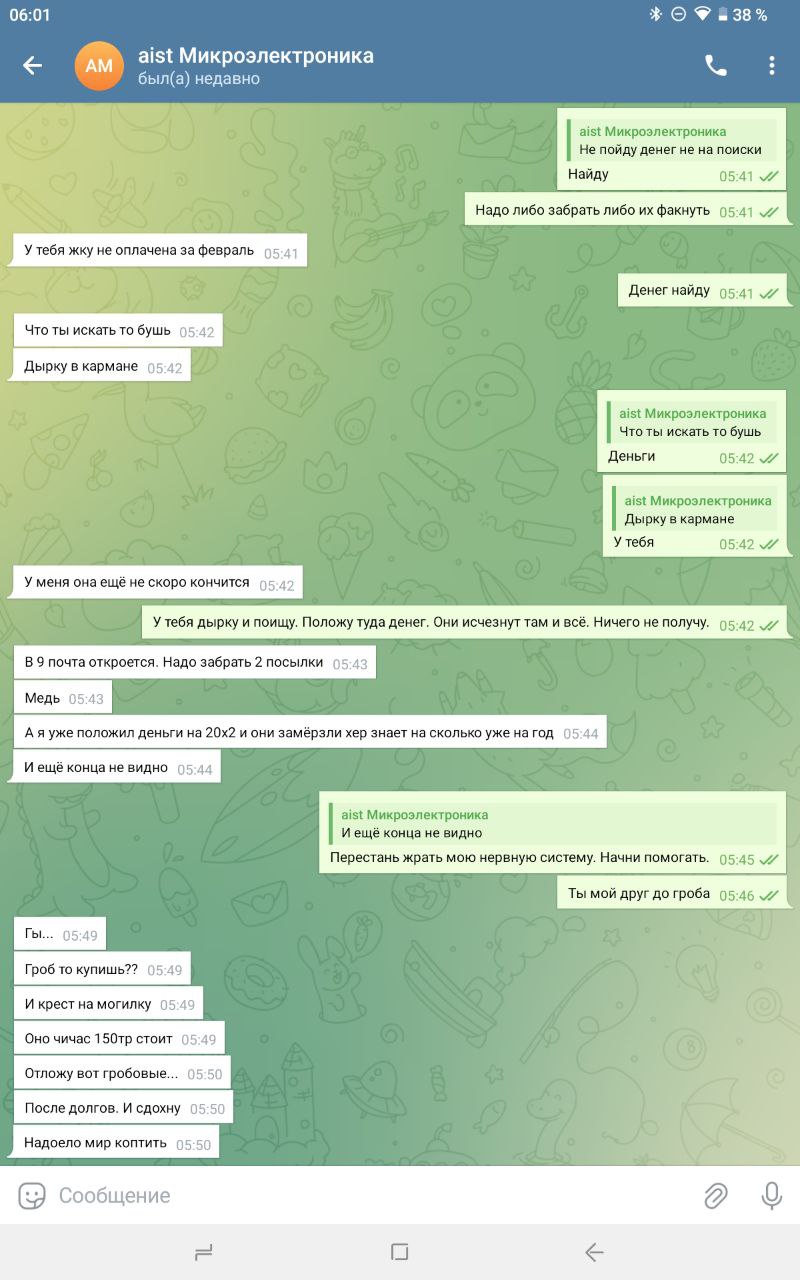 06:01
38 %
AM
aist Микроэлектроника
был(а) недавно
aist Микроэлектроника
Не пойду денег не на поиски
Найду 05:41
Надо либо забрать либо их факнуть 05:41
У тебя жку не оплачена за февраль 05:41
Денег найду 05:41
Что ты искать то бушь 05:42
Дырку в кармане 05:42
aist Микроэлектроника
Что ты искать то бушь
Деньги 05:42
aist Микроэлектроника
Дырку в кармане
У тебя 05:42
У меня она ещё не скоро кончится 05:42
У тебя дырку и поищу. Положу туда денег. Они исчезнут там и всё. Ничего не получу. 05:42
В 9 почта откроется. Надо забрать 2 посылки 05:43
Медь 05:43
А я уже положил деньги на 20х2 и они замёрзли хер знает на сколько уже на год 05:44
И ещё конца не видно 05:44
aist Микроэлектроника
И ещё конца не видно
Перестань жрать мою нервную систему. Начни помогать. 05:45
Ты мой друг до гроба 05:46
Гы... 05:49
Гроб то купишь?? 05:49
И крест на могилку 05:49
Оно чичас 150тр стоит 05:49
Отложу вот гробовые... 05:50
После долгов. И сдохну 05:50
Надоело мир коптить 05:50
Сообщение